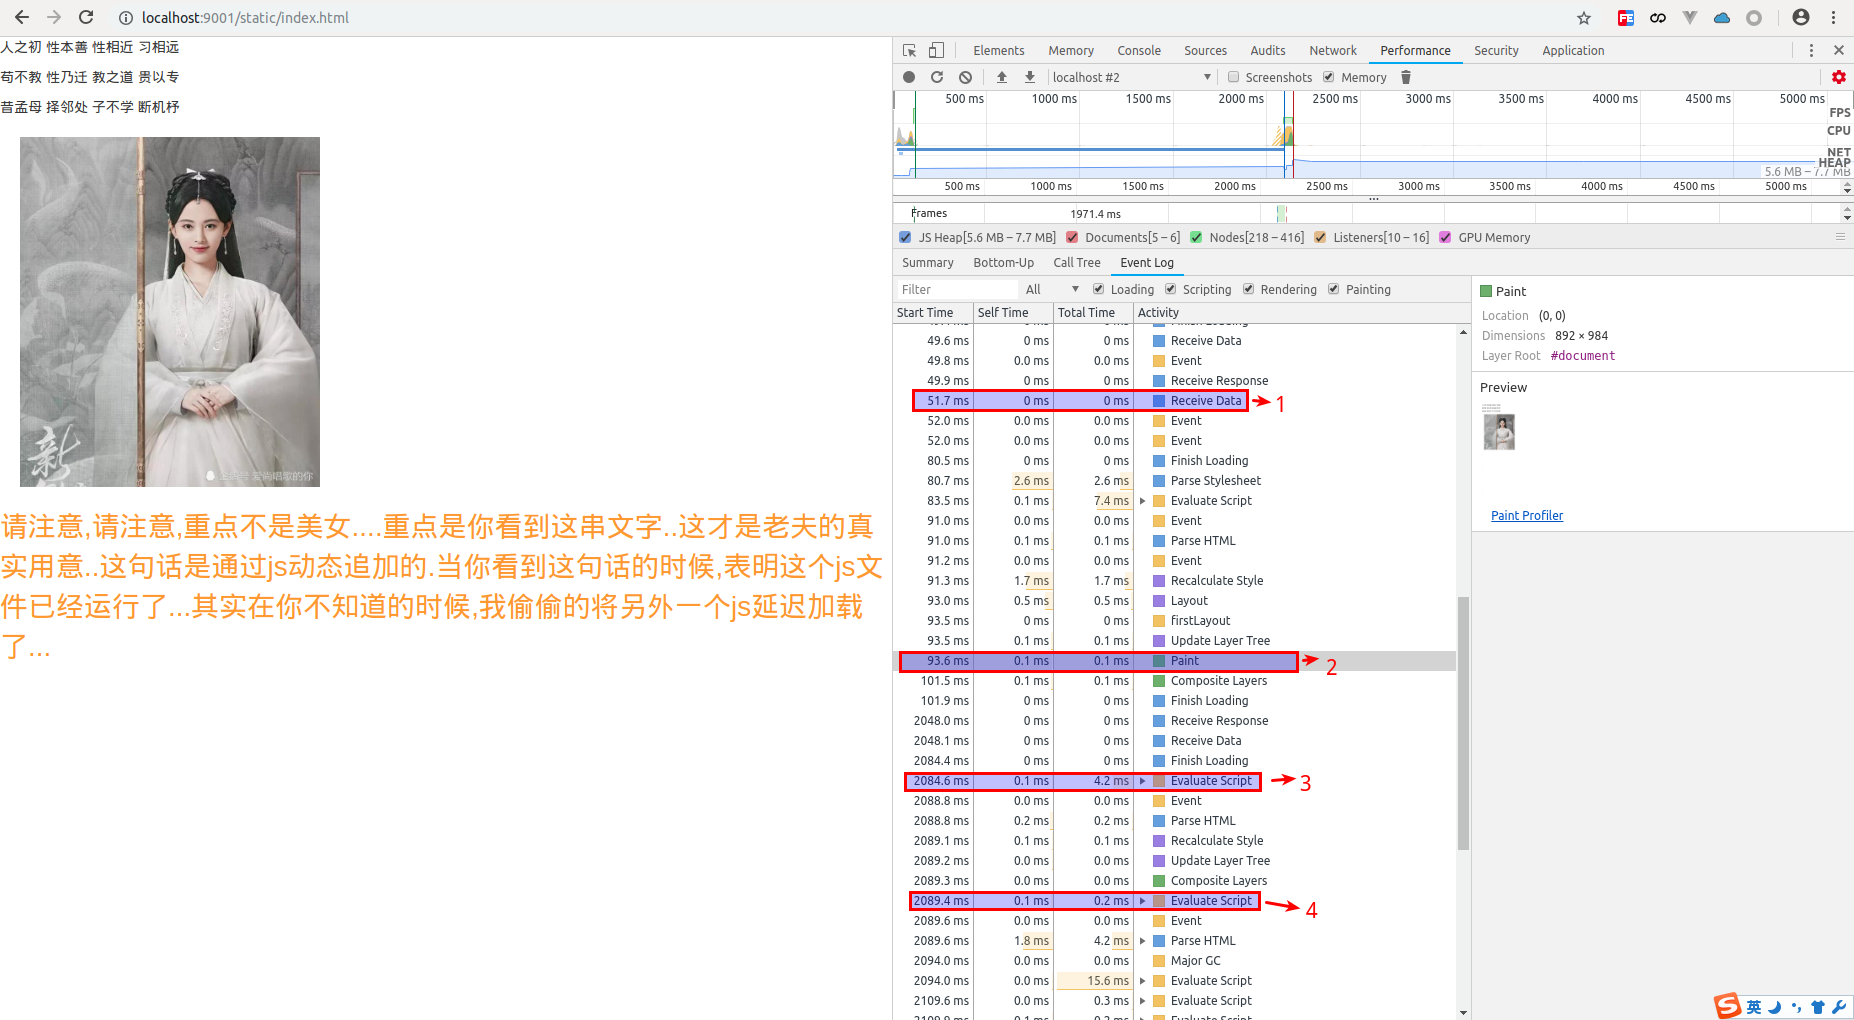 localhost:9001/static/index.html
人之初 性本善 性相近 习相远
苟不教 性乃迁 教之道 贵以专
昔孟母 择邻处 子不学 断机杼
爱尚唱歌的你
请注意,请注意,重点不是美女....重点是你看到这串文字..这才是老夫的真
实用意..这句话是通过js动态追加的.当你看到这句话的时候,表明这个js文
件已经运行了...其实在你不知道的时候,我偷偷的将另外一个js延迟加载
了...
Elements Memory Console Sources Audits Network Performance Security Application
localhost #2 Screenshots Memory
500 ms 1000 ms 1500 ms 2000 ms 2500 ms 3000 ms 3500 ms 4000 ms 4500 ms 5000 ms
FPS
CPU
NET
HEAP
5.6 MB – 7.7 MB
500 ms 1000 ms 1500 ms 2000 ms 2500 ms 3000 ms 3500 ms 4000 ms 4500 ms 5000 ms
Frames 1971.4 ms
JS Heap[5.6 MB – 7.7 MB] Documents[5 – 6] Nodes[218 – 416] Listeners[10 – 16] GPU Memory
Summary Bottom-Up Call Tree Event Log
Filter All Loading Scripting Rendering Painting
Start Time Self Time Total Time Activity
49.6 ms 0 ms 0 ms Receive Data
49.8 ms 0.0 ms 0.0 ms Event
49.9 ms 0 ms 0 ms Receive Response
51.7 ms 0 ms 0 ms Receive Data 1
52.0 ms 0.0 ms 0.0 ms Event
52.0 ms 0.0 ms 0.0 ms Event
80.5 ms 0 ms 0 ms Finish Loading
80.7 ms 2.6 ms 2.6 ms Parse Stylesheet
83.5 ms 0.1 ms 7.4 ms Evaluate Script
91.0 ms 0.0 ms 0.0 ms Event
91.0 ms 0.1 ms 0.1 ms Parse HTML
91.2 ms 0.0 ms 0.0 ms Event
91.3 ms 1.7 ms 1.7 ms Recalculate Style
93.0 ms 0.5 ms 0.5 ms Layout
93.5 ms 0 ms 0 ms firstLayout
93.5 ms 0.1 ms 0.1 ms Update Layer Tree
93.6 ms 0.1 ms 0.1 ms Paint 2
101.5 ms 0.1 ms 0.1 ms Composite Layers
101.9 ms 0 ms 0 ms Finish Loading
2048.0 ms 0 ms 0 ms Receive Response
2048.1 ms 0 ms 0 ms Receive Data
2084.4 ms 0 ms 0 ms Finish Loading
2084.6 ms 0.1 ms 4.2 ms Evaluate Script 3
2088.8 ms 0.0 ms 0.0 ms Event
2088.8 ms 0.2 ms 0.2 ms Parse HTML
2089.1 ms 0.1 ms 0.1 ms Recalculate Style
2089.2 ms 0.0 ms 0.0 ms Update Layer Tree
2089.3 ms 0.0 ms 0.0 ms Composite Layers
2089.4 ms 0.1 ms 0.2 ms Evaluate Script 4
2089.6 ms 0.0 ms 0.0 ms Event
2089.6 ms 1.8 ms 4.2 ms Parse HTML
2094.0 ms 0.0 ms 0.0 ms Major GC
2094.0 ms 0.0 ms 15.6 ms Evaluate Script
2109.6 ms 0.0 ms 0.3 ms Evaluate Script
Paint
Location (0, 0)
Dimensions 892 × 984
Layer Root #document
Preview
Paint Profiler
英